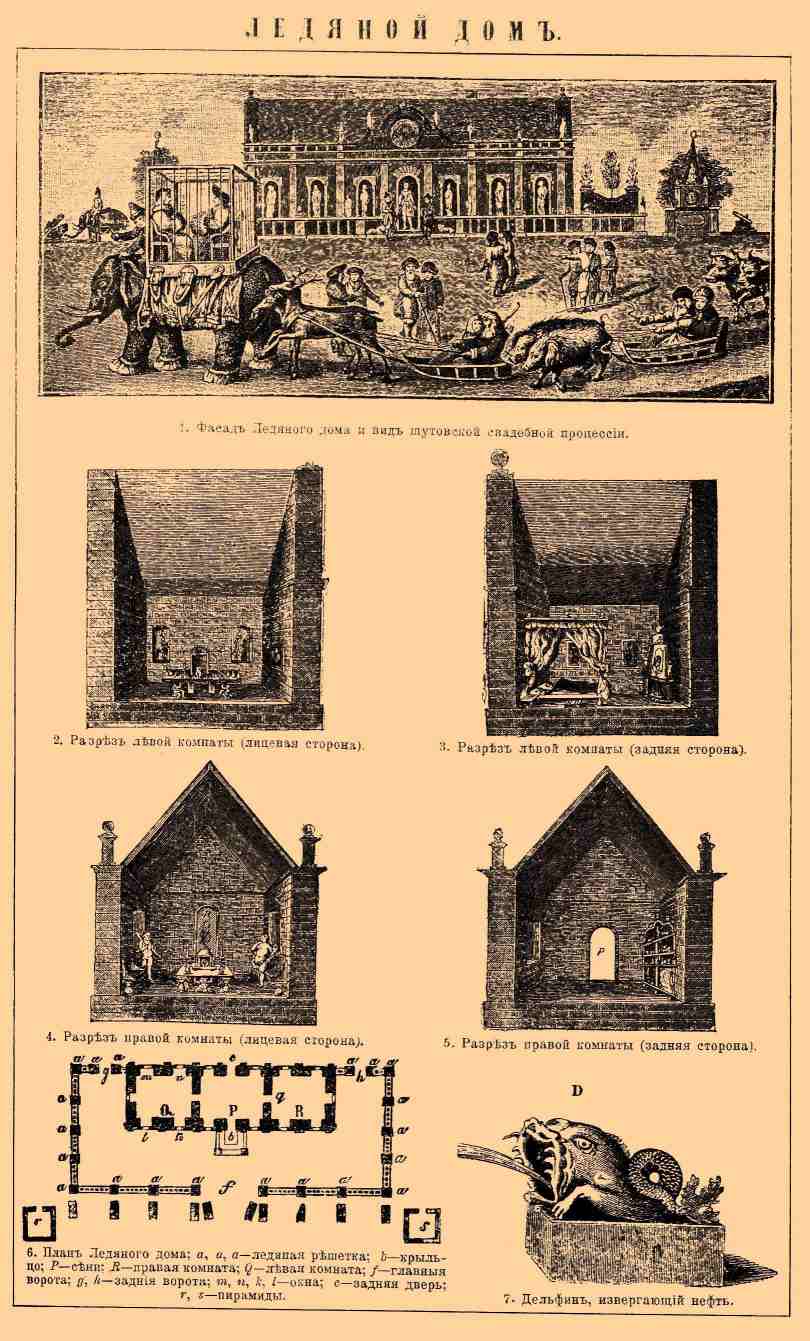 ЛЕДЯНОЙ ДОМЪ.
1. Фасадъ Ледяного дома и видъ шутовской свадебной процессіи.
2. Разрѣзъ лѣвой комнаты (лицевая сторона).
3. Разрѣзъ лѣвой комнаты (задняя сторона).
P
4. Разрѣзъ правой комнаты (лицевая сторона).
5. Разрѣзъ правой комнаты (задняя сторона).
a a a e a a a
g m n h
a q a
a Q P R a
l k b a
a a
a a a a f a a a a
r s
6. Планъ Ледяного дома; a, a, a—ледяная рѣшетка; b—крыль-
цо; P—сѣни; R—правая комната; Q—лѣвая комната; f—главныя
ворота; g, h—заднія ворота; m, n, k, l—окна; e—задняя дверь;
r, s—пирамиды.
D
7. Дельфинъ, извергающій нефть.